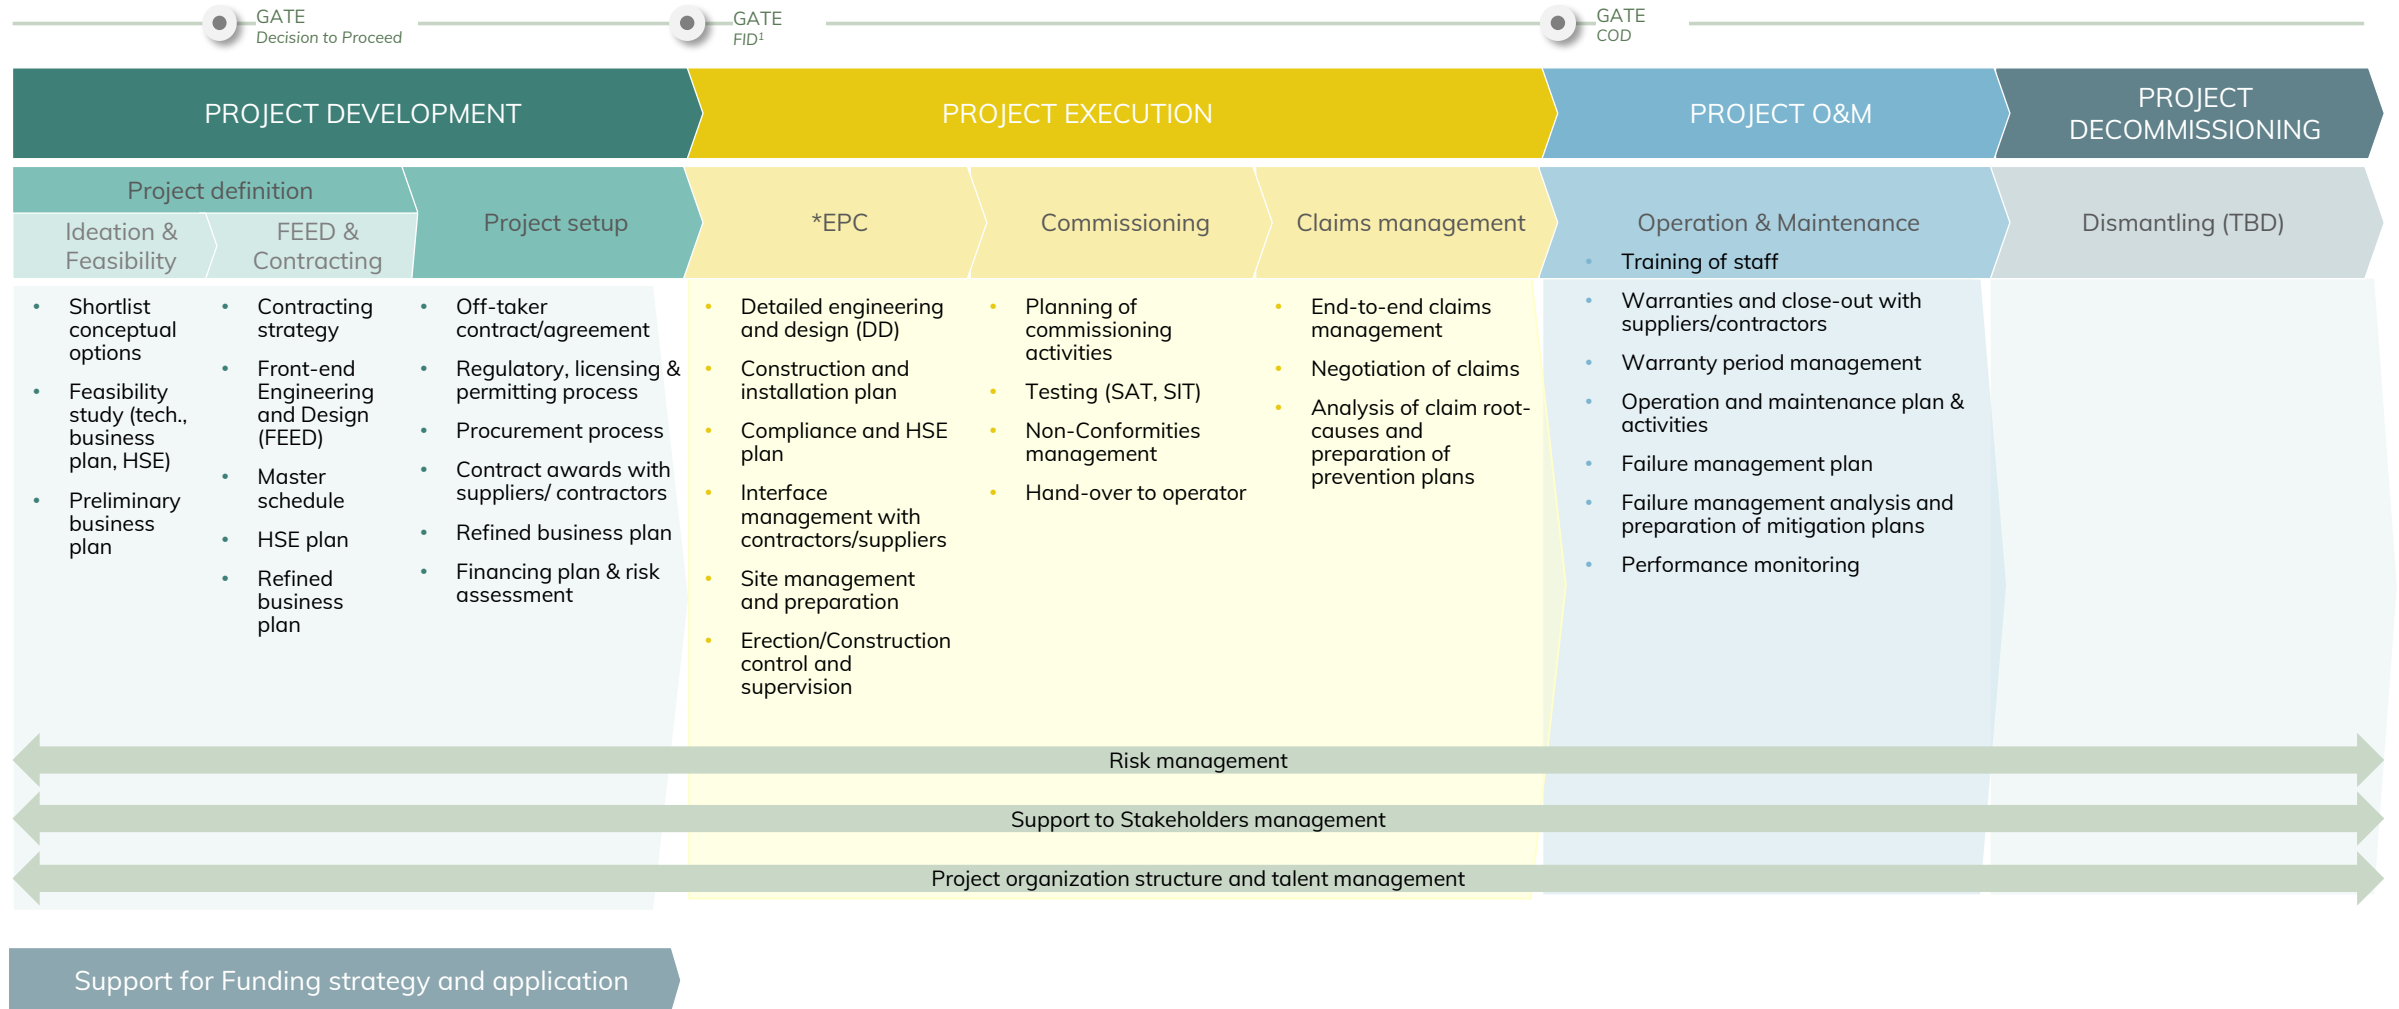 GATE
Decision to Proceed
GATE
FID¹
GATE
COD
PROJECT DEVELOPMENT
PROJECT EXECUTION
PROJECT O&M
PROJECT
DECOMMISSIONING
Project definition
Ideation &
Feasibility
FEED &
Contracting
Project setup
*EPC
Commissioning
Claims management
Operation & Maintenance
Dismantling (TBD)
• Shortlist
conceptual
options
• Feasibility
study (tech.,
business
plan, HSE)
• Preliminary
business
plan
• Contracting
strategy
• Front-end
Engineering
and Design
(FEED)
• Master
schedule
• HSE plan
• Refined
business
plan
• Off-taker
contract/agreement
• Regulatory, licensing &
permitting process
• Procurement process
• Contract awards with
suppliers/ contractors
• Refined business plan
• Financing plan & risk
assessment
• Detailed engineering
and design (DD)
• Construction and
installation plan
• Compliance and HSE
plan
• Interface
management with
contractors/suppliers
• Site management
and preparation
• Erection/Construction
control and
supervision
• Planning of
commissioning
activities
• Testing (SAT, SIT)
• Non-Conformities
management
• Hand-over to operator
• End-to-end claims
management
• Negotiation of claims
• Analysis of claim root-
causes and
preparation of
prevention plans
• Training of staff
• Warranties and close-out with
suppliers/contractors
• Warranty period management
• Operation and maintenance plan &
activities
• Failure management plan
• Failure management analysis and
preparation of mitigation plans
• Performance monitoring
Risk management
Support to Stakeholders management
Project organization structure and talent management
Support for Funding strategy and application